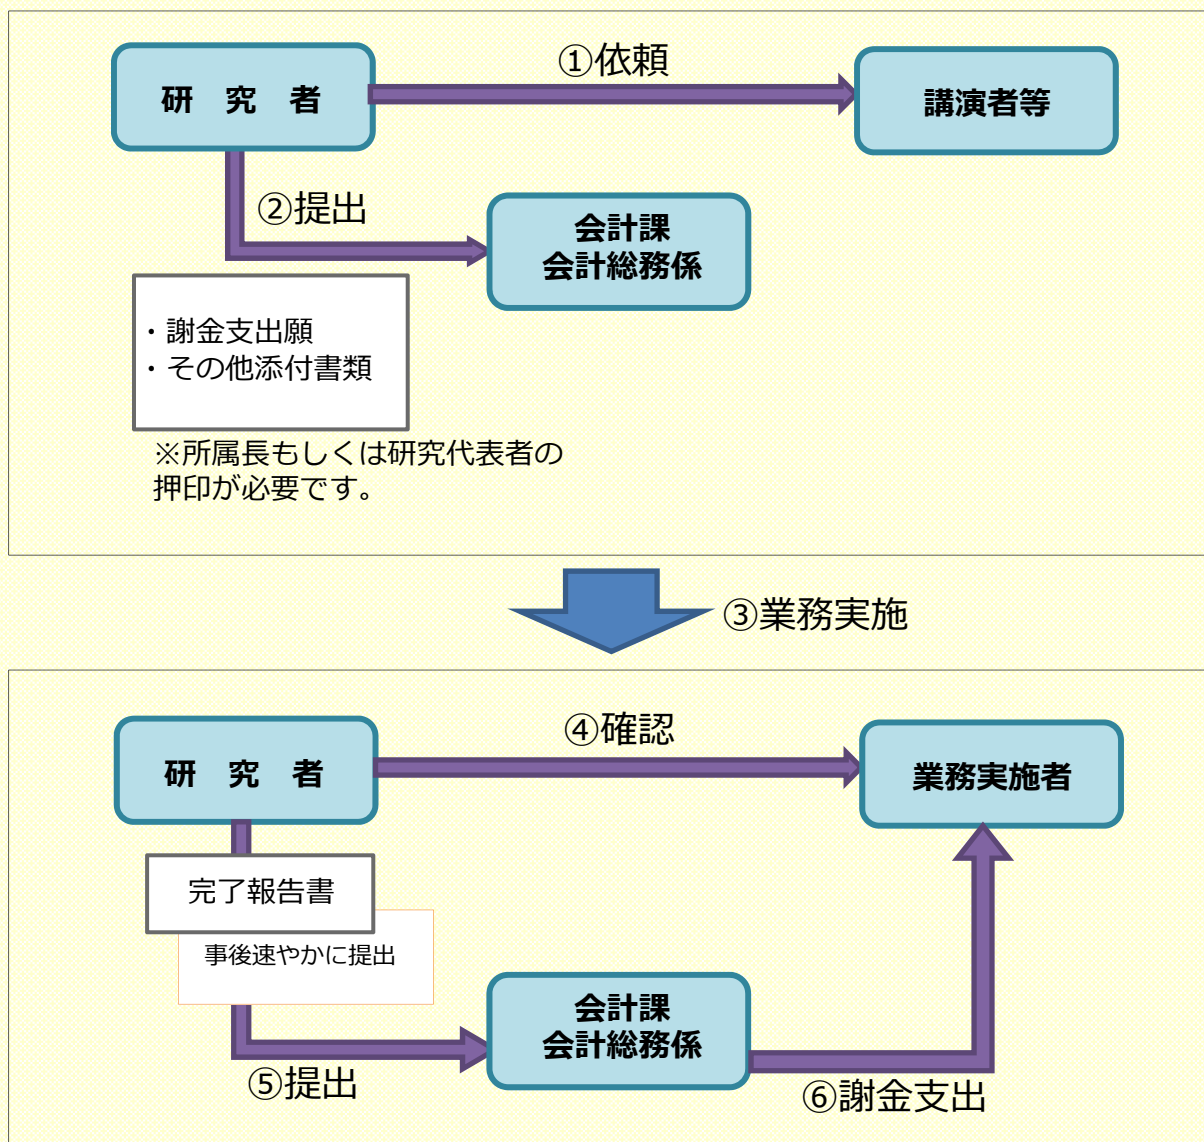 ①依頼
研　究　者
講演者等
②提出
会計課
会計総務係
・謝金支出願
・その他添付書類
※所属長もしくは研究代表者の
押印が必要です。
③業務実施
④確認
研　究　者
業務実施者
完了報告書
事後速やかに提出
会計課
会計総務係
⑤提出
⑥謝金支出